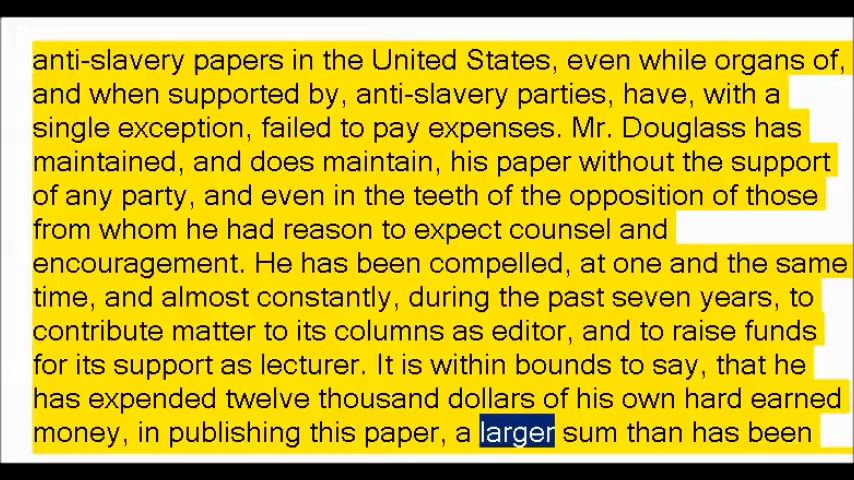 anti-slavery papers in the United States, even while organs of,
and when supported by, anti-slavery parties, have, with a
single exception, failed to pay expenses. Mr. Douglass has
maintained, and does maintain, his paper without the support
of any party, and even in the teeth of the opposition of those
from whom he had reason to expect counsel and
encouragement. He has been compelled, at one and the same
time, and almost constantly, during the past seven years, to
contribute matter to its columns as editor, and to raise funds
for its support as lecturer. It is within bounds to say, that he
has expended twelve thousand dollars of his own hard earned
money, in publishing this paper, a larger sum than has been